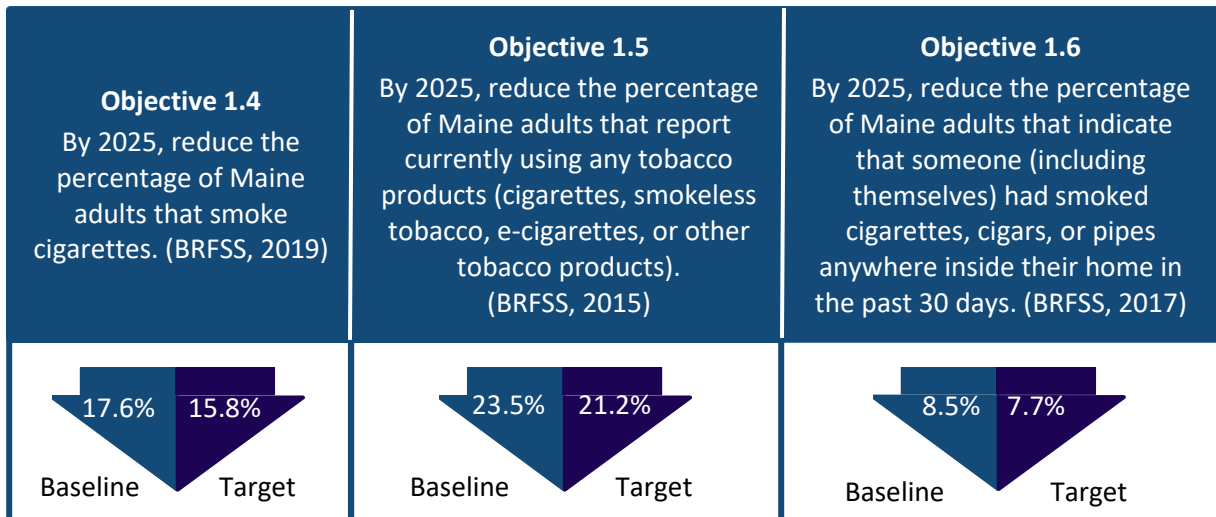 Objective 1.4
By 2025, reduce the
percentage of Maine
adults that smoke
cigarettes. (BRFSS, 2019)
Objective 1.5
By 2025, reduce the percentage
of Maine adults that report
currently using any tobacco
products (cigarettes, smokeless
tobacco, e-cigarettes, or other
tobacco products).
(BRFSS, 2015)
Objective 1.6
By 2025, reduce the percentage
of Maine adults that indicate
that someone (including
themselves) had smoked
cigarettes, cigars, or pipes
anywhere inside their home in
the past 30 days. (BRFSS, 2017)
17.6% 15.8%
Baseline Target
23.5% 21.2%
Baseline Target
8.5% 7.7%
Baseline Target